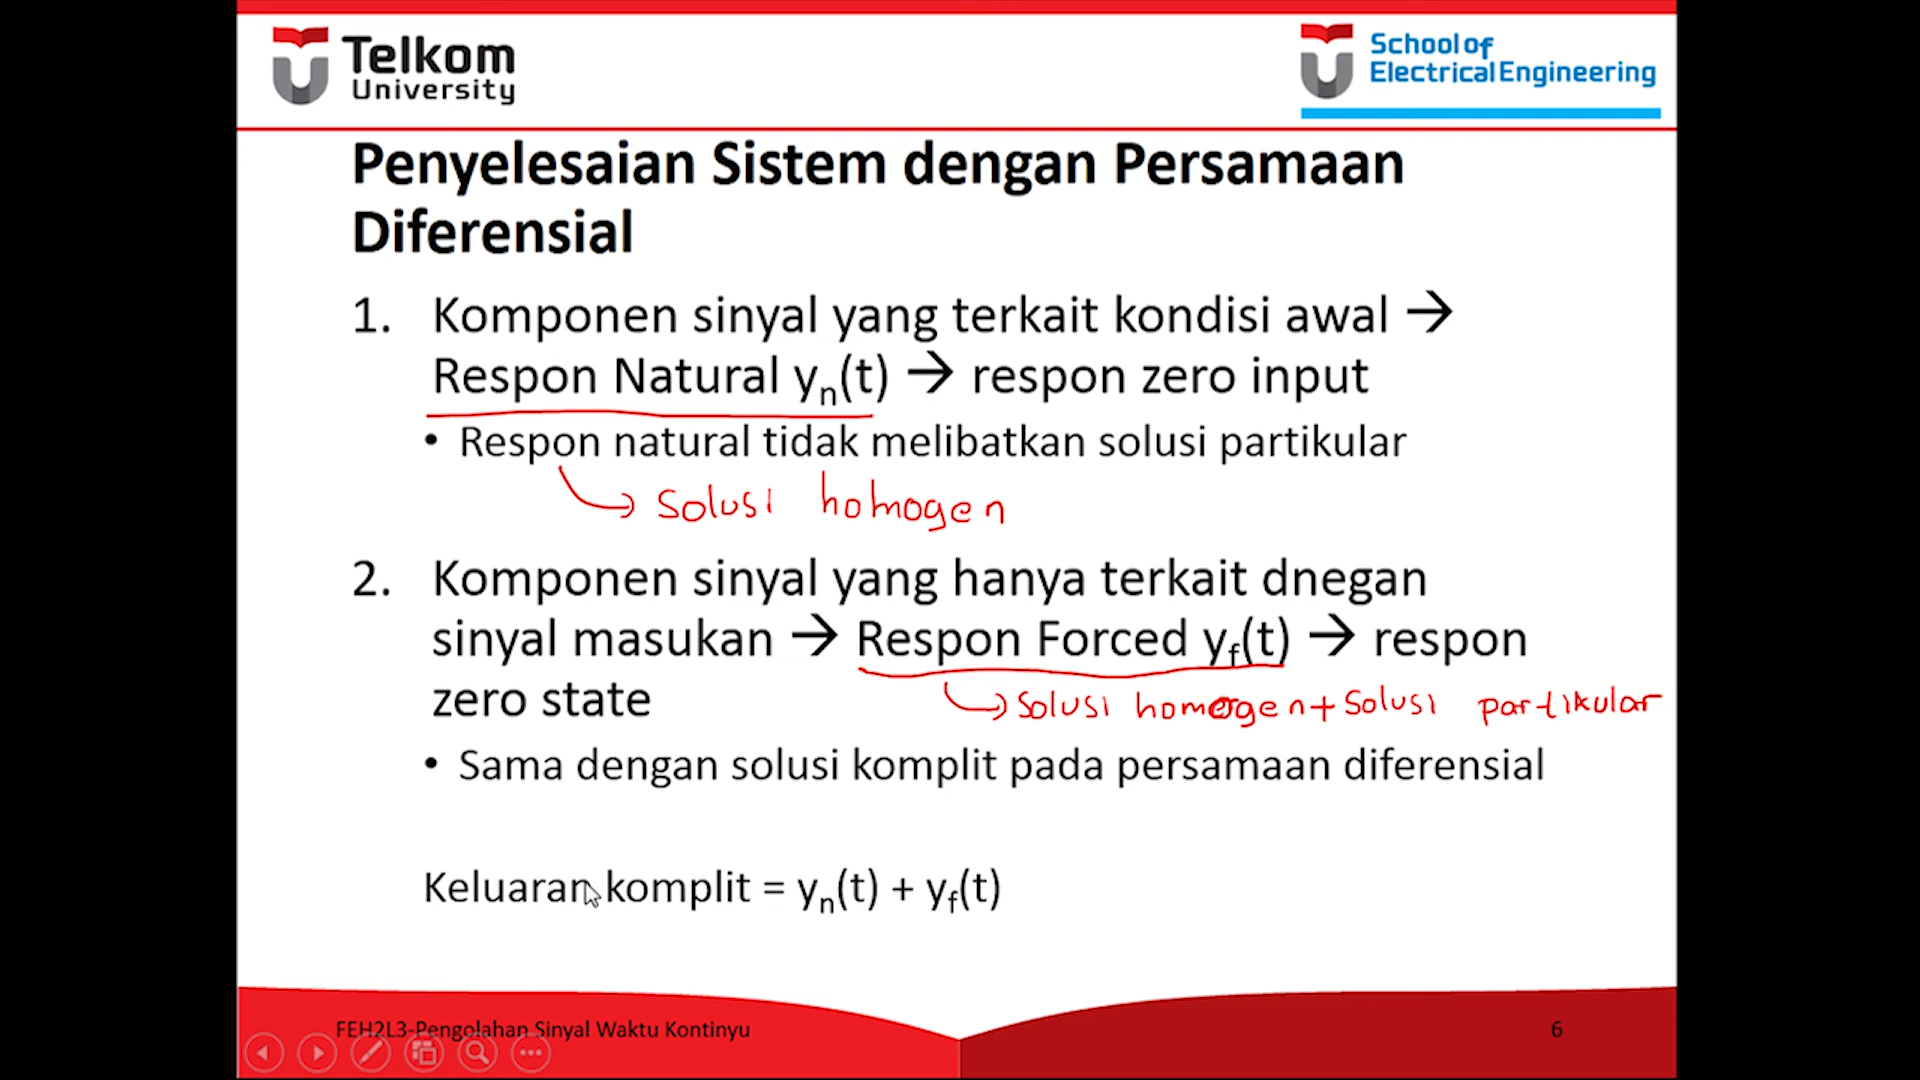 Telkom
University
School of
Electrical Engineering
Penyelesaian Sistem dengan Persamaan
Diferensial
1. Komponen sinyal yang terkait kondisi awal →
Respon Natural yn(t) → respon zero input
• Respon natural tidak melibatkan solusi partikular
→ Solusi homogen
2. Komponen sinyal yang hanya terkait dnegan
sinyal masukan → Respon Forced yf(t) → respon
zero state
→ Solusi homogen + Solusi partikular
• Sama dengan solusi komplit pada persamaan diferensial
Keluaran komplit = yn(t) + yf(t)
FEH2L3-Pengolahan Sinyal Waktu Kontinyu
6